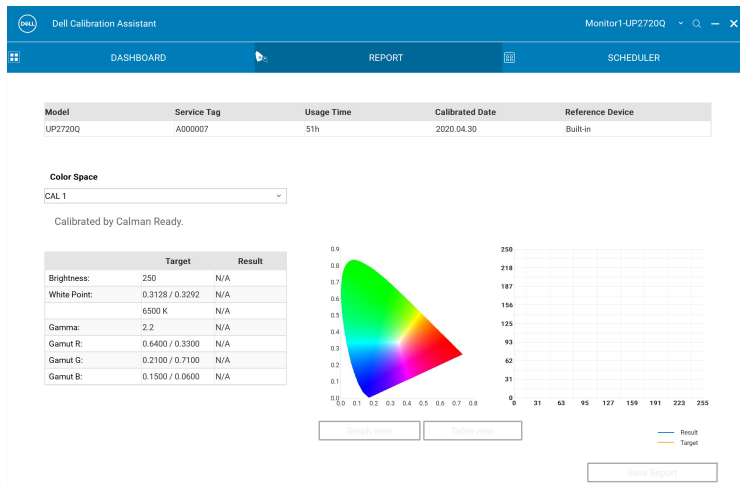 DELL Dell Calibration Assistant Monitor1-UP2720Q
DASHBOARD REPORT SCHEDULER
Model Service Tag Usage Time Calibrated Date Reference Device
UP2720Q A000007 51h 2020.04.30 Built-in
Color Space
CAL 1
Calibrated by Calman Ready.
Target Result
Brightness: 250 N/A
White Point: 0.3128 / 0.3292 N/A
6500 K N/A
Gamma: 2.2 N/A
Gamut R: 0.6400 / 0.3300 N/A
Gamut G: 0.2100 / 0.7100 N/A
Gamut B: 0.1500 / 0.0600 N/A
0.9
0.8
0.7
0.6
0.5
0.4
0.3
0.2
0.1
0.0
0.0 0.1 0.2 0.3 0.4 0.5 0.6 0.7 0.8
250
218
187
156
125
93
62
31
0
0 31 63 95 127 159 191 223 255
Graph view Table view
Result
Target
Save Report